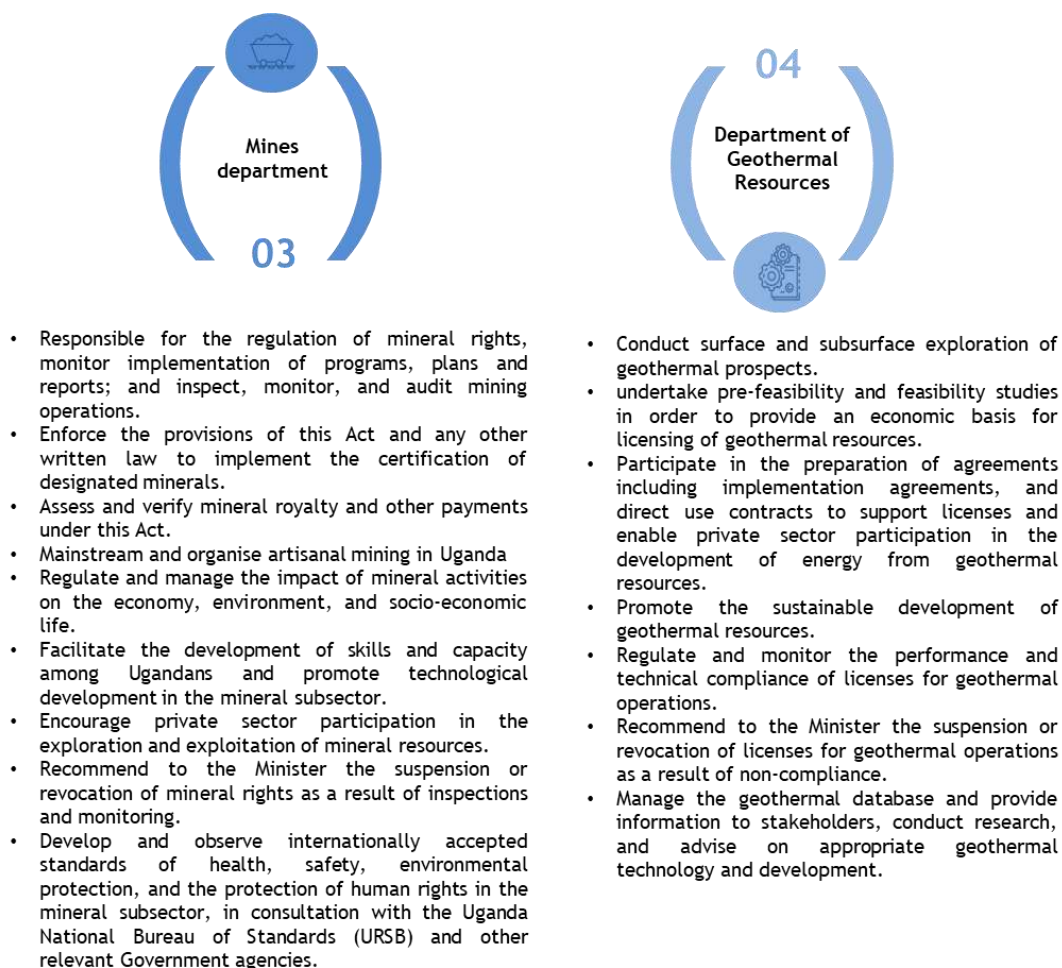 Mines
department
03
• Responsible for the regulation of mineral rights,
monitor implementation of programs, plans and
reports; and inspect, monitor, and audit mining
operations.
• Enforce the provisions of this Act and any other
written law to implement the certification of
designated minerals.
• Assess and verify mineral royalty and other payments
under this Act.
• Mainstream and organise artisanal mining in Uganda
• Regulate and manage the impact of mineral activities
on the economy, environment, and socio-economic
life.
• Facilitate the development of skills and capacity
among Ugandans and promote technological
development in the mineral subsector.
• Encourage private sector participation in the
exploration and exploitation of mineral resources.
• Recommend to the Minister the suspension or
revocation of mineral rights as a result of inspections
and monitoring.
• Develop and observe internationally accepted
standards of health, safety, environmental
protection, and the protection of human rights in the
mineral subsector, in consultation with the Uganda
National Bureau of Standards (URSB) and other
relevant Government agencies.
04
Department of
Geothermal
Resources
• Conduct surface and subsurface exploration of
geothermal prospects.
• undertake pre-feasibility and feasibility studies
in order to provide an economic basis for
licensing of geothermal resources.
• Participate in the preparation of agreements
including implementation agreements, and
direct use contracts to support licenses and
enable private sector participation in the
development of energy from geothermal
resources.
• Promote the sustainable development of
geothermal resources.
• Regulate and monitor the performance and
technical compliance of licenses for geothermal
operations.
• Recommend to the Minister the suspension or
revocation of licenses for geothermal operations
as a result of non-compliance.
• Manage the geothermal database and provide
information to stakeholders, conduct research,
and advise on appropriate geothermal
technology and development.